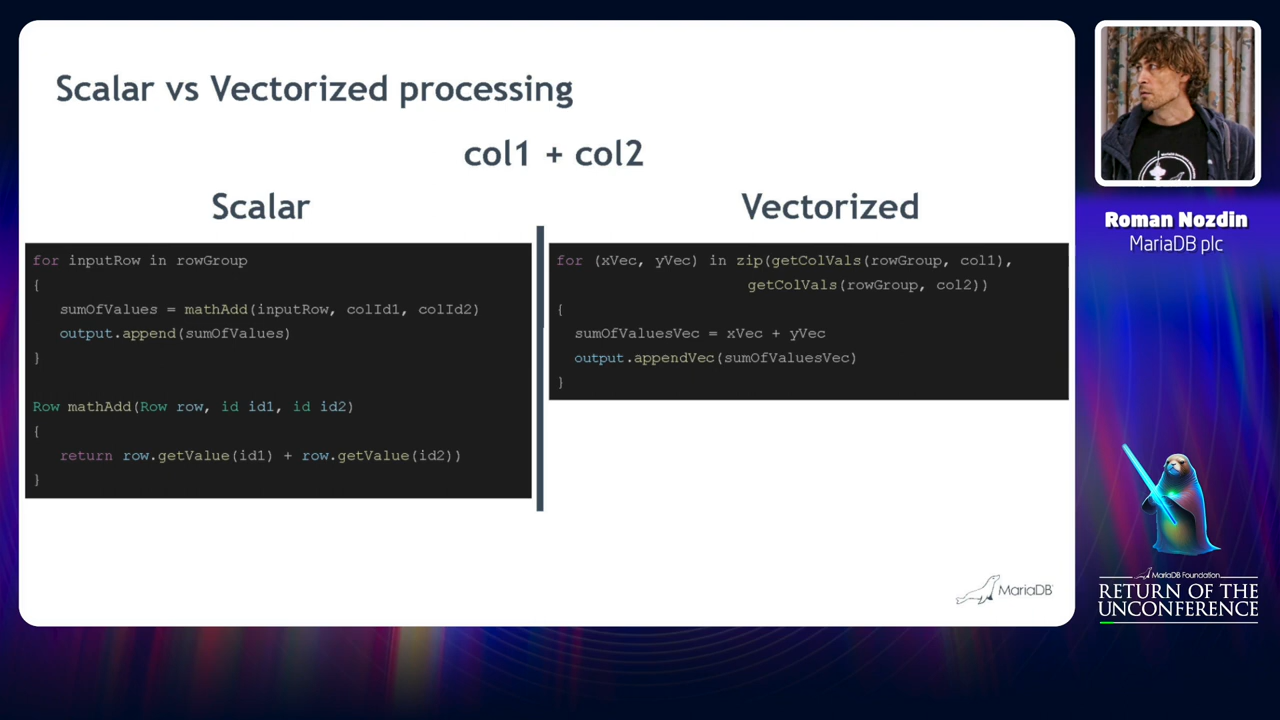 Scalar vs Vectorized processing
col1 + col2
Scalar
for inputRow in rowGroup
{
sumOfValues = mathAdd(inputRow, colId1, colId2)
output.append(sumOfValues)
}
Row mathAdd(Row row, id id1, id id2)
{
return row.getValue(id1) + row.getValue(id2))
}
Vectorized
for (xVec, yVec) in zip(getColVals(rowGroup, col1),
getColVals(rowGroup, col2))
{
sumOfValuesVec = xVec + yVec
output.appendVec(sumOfValuesVec)
}
MariaDB
Roman Nozdin
MariaDB plc
MariaDB Foundation
RETURN OF THE
UNCONFERENCE